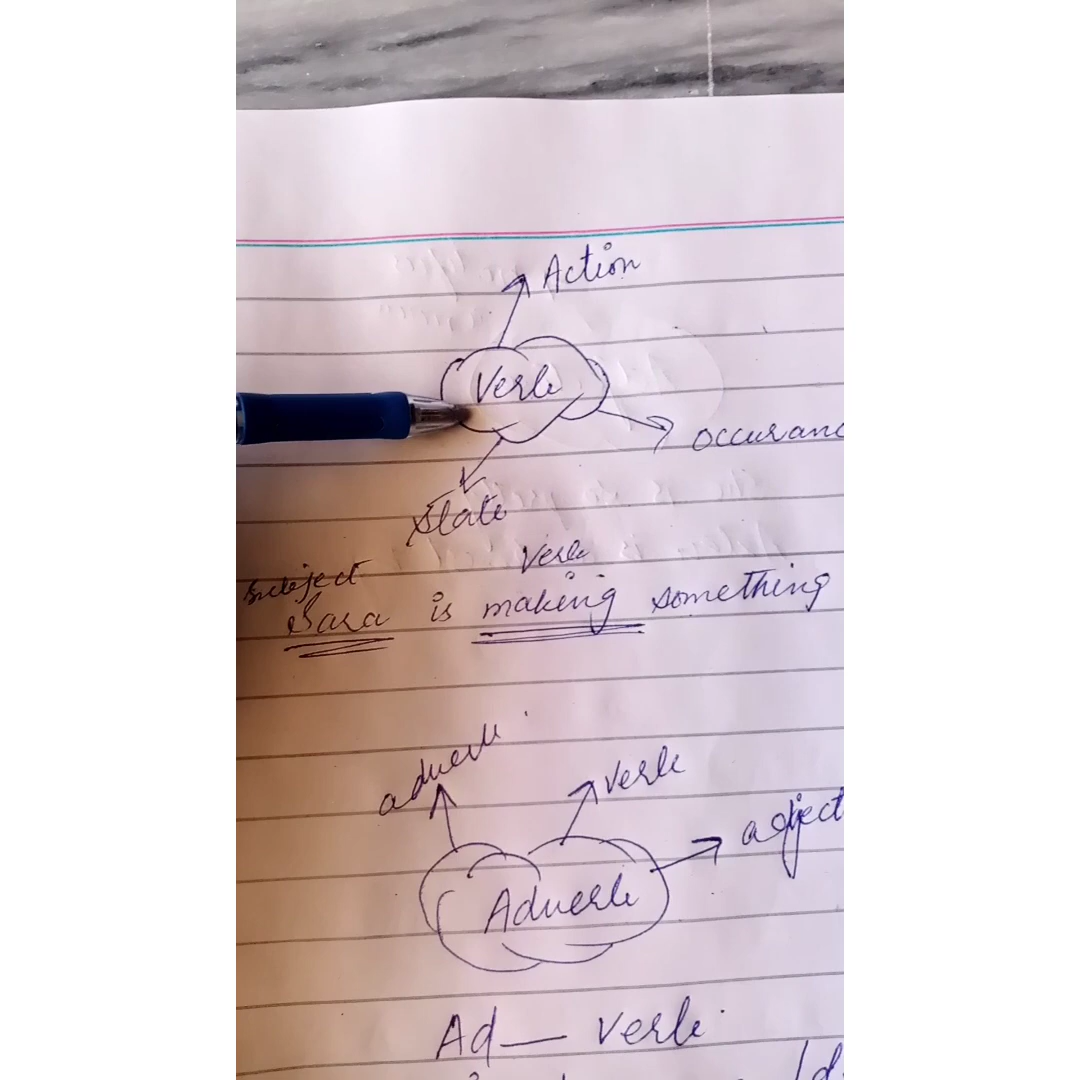 Action
Verb
occuranc
State
Subject
Verb
Sara is making something
adverb
verb
adject
Adverb
Ad — Verb